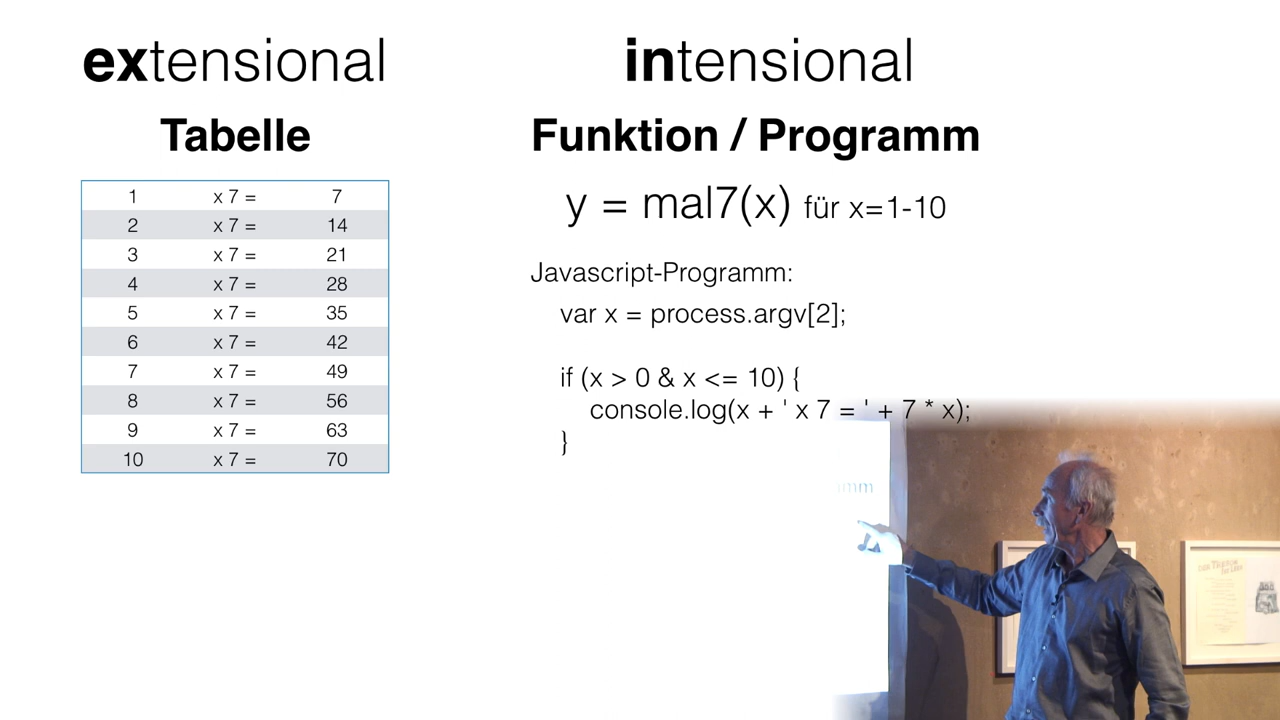 extensional
Tabelle
1 x 7 = 7
2 x 7 = 14
3 x 7 = 21
4 x 7 = 28
5 x 7 = 35
6 x 7 = 42
7 x 7 = 49
8 x 7 = 56
9 x 7 = 63
10 x 7 = 70
intensional
Funktion / Programm
y = mal7(x) für x=1-10
Javascript-Programm:
var x = process.argv[2];
if (x > 0 & x <= 10) {
console.log(x + ' x 7 = ' + 7 * x);
}